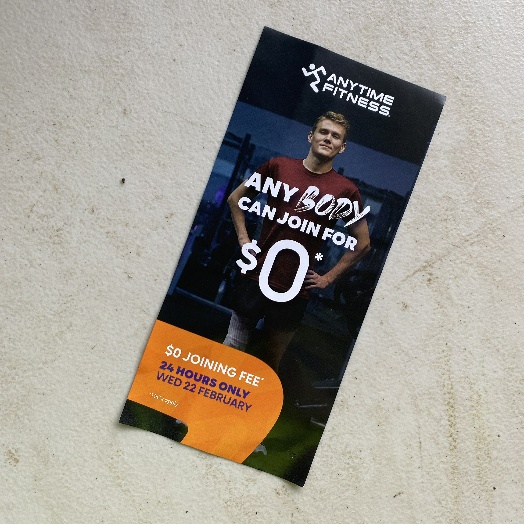 ANYTIME
FITNESS
ANY BODY
CAN JOIN FOR
$0*
$0 JOINING FEE*
24 HOURS ONLY
WED 22 FEBRUARY